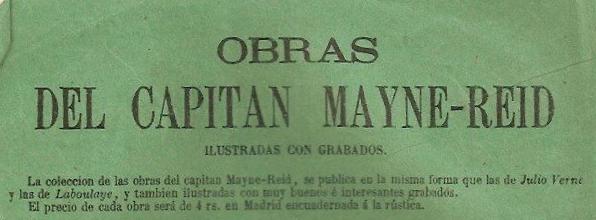 OBRAS
DEL CAPITAN MAYNE-REID
ILUSTRADAS CON GRABADOS.
La coleccion de las obras del capitan Mayne-Reid, se publica en la misma forma que las de Julio Verne
y las de Laboulaye, y tambien ilustradas con muy buenos é interesantes grabados.
El precio de cada obra será de 4 rs. en Madrid encuadernada á la rústica.